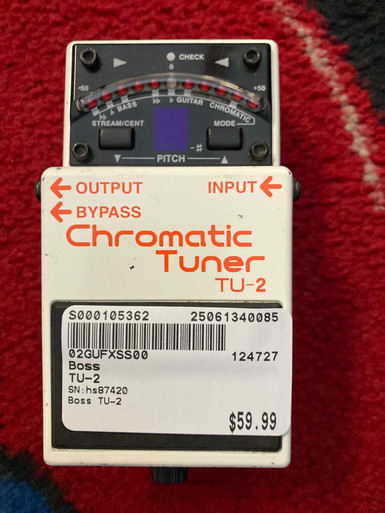 CHECK
0
+50 +50
BASS GUITAR CHROMATIC
STREAM/CENT MODE
-#
▼ PITCH ▲
← OUTPUT INPUT ←
← BYPASS
Chromatic
Tuner
TU-2
S000105362 25061340085
02GUFXSS00 124727
Boss
TU-2
SN:hs87420
Boss TU-2
$59.99